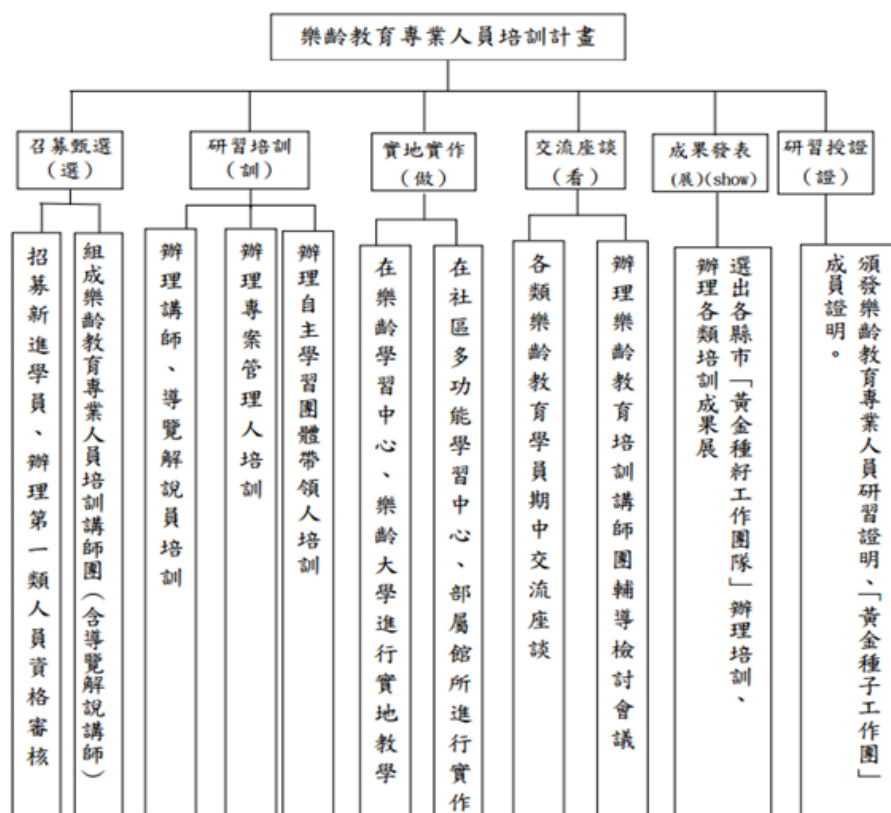 樂齡教育專業人員培訓計畫
召募甄選
(選)
研習培訓
(訓)
實地實作
(做)
交流座談
(看)
成果發表
(展)(show)
研習授證
(證)
招募新進學員、辦理第一類人員資格審核
組成樂齡教育專業人員培訓講師團(含導覽解說講師)
辦理講師、導覽解說員培訓
辦理專案管理人培訓
辦理自主學習團體帶領人培訓
在樂齡學習中心、樂齡大學進行實地教學
在社區多功能學習中心、部屬館所進行實作
各類樂齡教育學員期中交流座談
辦理樂齡教育培訓講師團輔導檢討會議
選出各縣市「黃金種籽工作團隊」辦理培訓、
辦理各類培訓成果展
頒發樂齡教育專業人員研習證明、「黃金種子工作團」
成員證明。